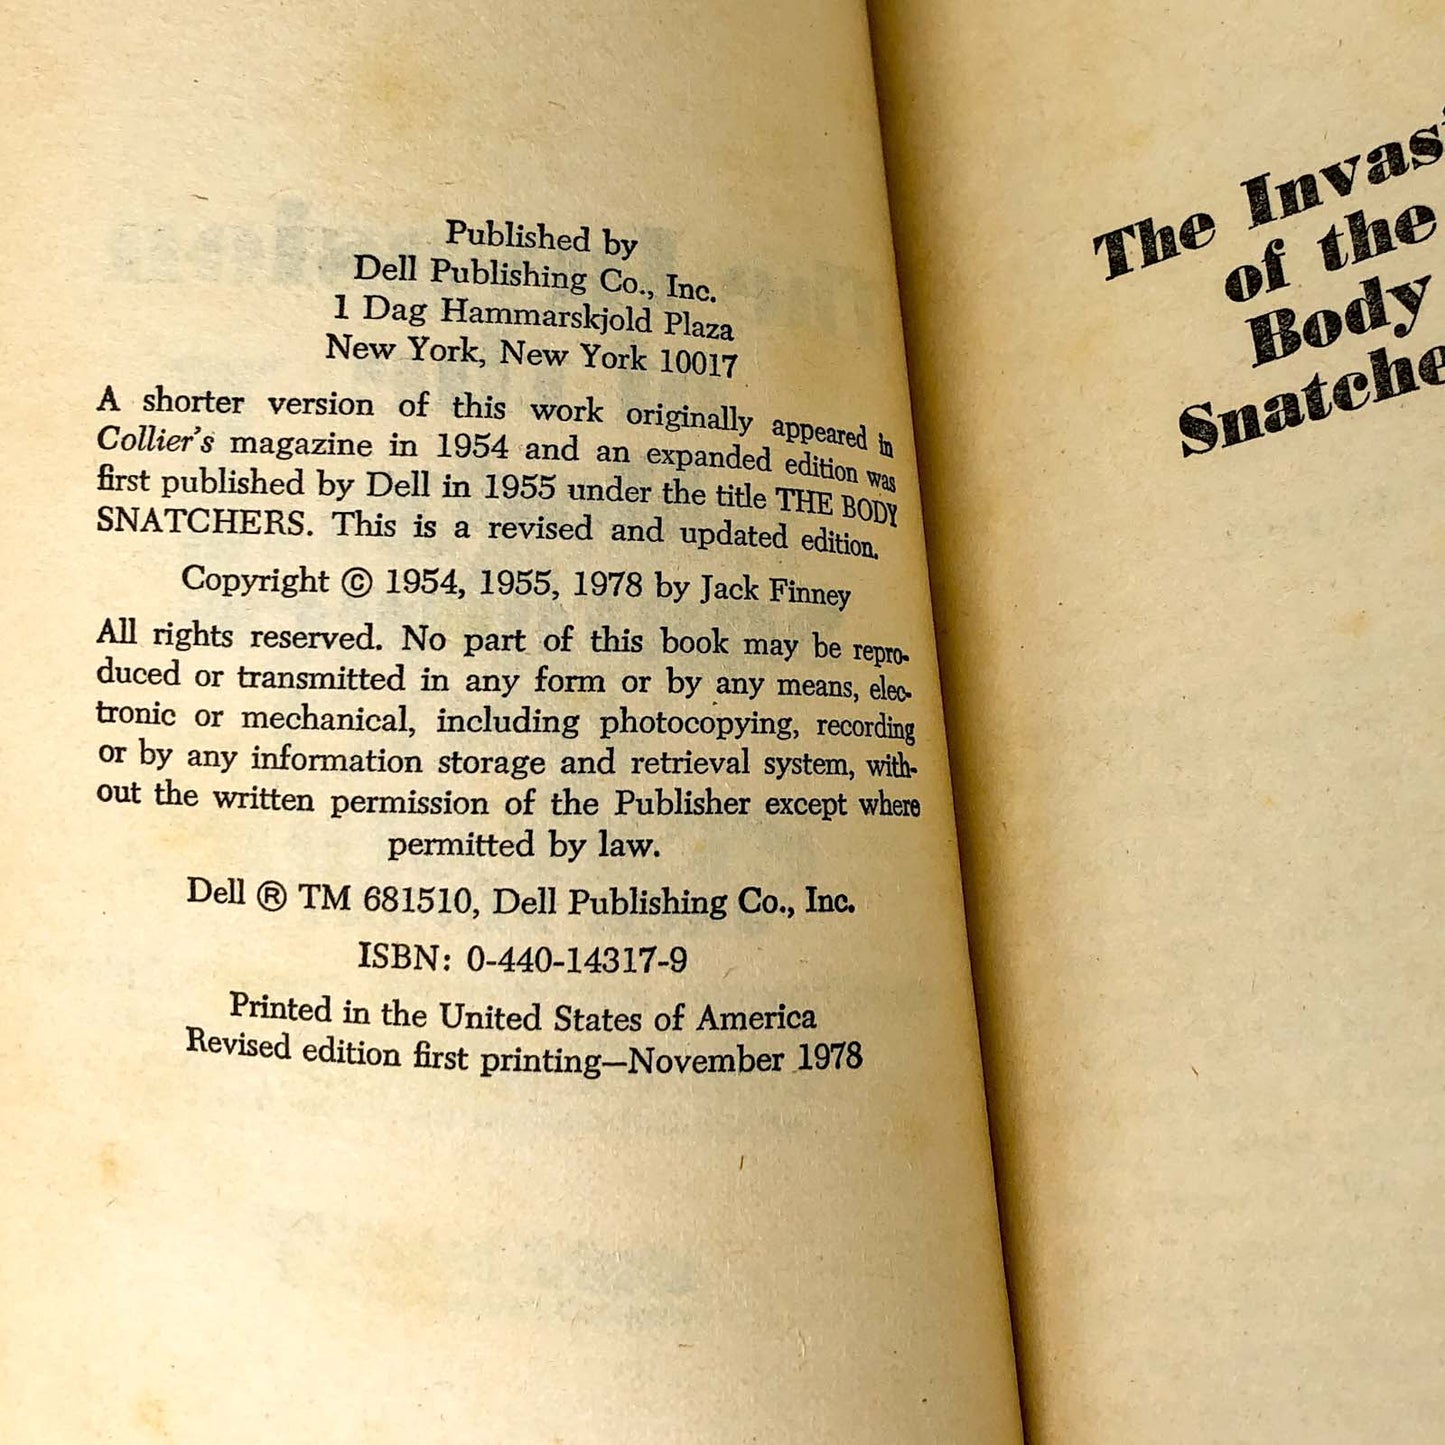 Published by
Dell Publishing Co., Inc.
1 Dag Hammarskjold Plaza
New York, New York 10017
A shorter version of this work originally appeared in
Collier's magazine in 1954 and an expanded edition was
first published by Dell in 1955 under the title THE BODY
SNATCHERS. This is a revised and updated edition.
Copyright © 1954, 1955, 1978 by Jack Finney
All rights reserved. No part of this book may be repro-
duced or transmitted in any form or by any means, elec-
tronic or mechanical, including photocopying, recording
or by any information storage and retrieval system, with-
out the written permission of the Publisher except where
permitted by law.
Dell ® TM 681510, Dell Publishing Co., Inc.
ISBN: 0-440-14317-9
Printed in the United States of America
Revised edition first printing—November 1978
The Invasi
of the
Body
Snatche